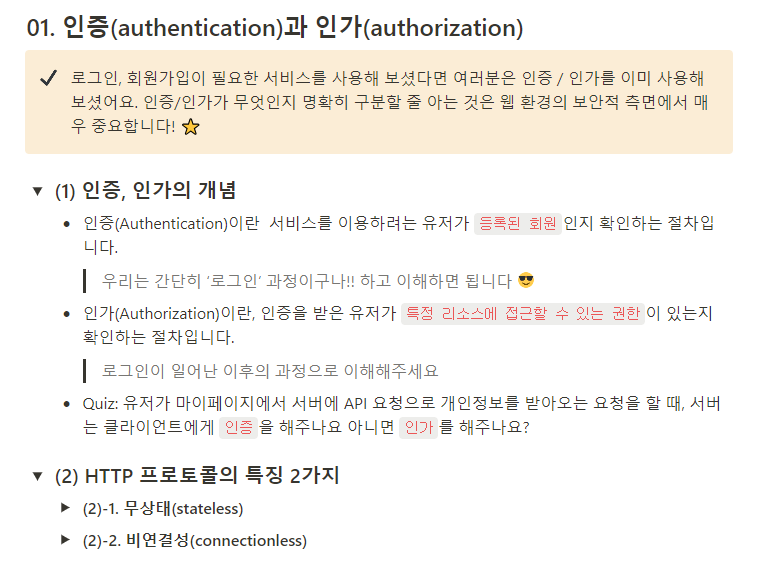 01. 인증(authentication)과 인가(authorization)
로그인, 회원가입이 필요한 서비스를 사용해 보셨다면 여러분은 인증 / 인가를 이미 사용해
보셨어요. 인증/인가가 무엇인지 명확히 구분할 줄 아는 것은 웹 환경의 보안적 측면에서 매
우 중요합니다! ⭐
(1) 인증, 인가의 개념
인증(Authentication)이란 서비스를 이용하려는 유저가 등록된 회원인지 확인하는 절차입
니다.
우리는 간단히 ‘로그인’ 과정이구나!! 하고 이해하면 됩니다 😎
인가(Authorization)이란, 인증을 받은 유저가 특정 리소스에 접근할 수 있는 권한이 있는지
확인하는 절차입니다.
로그인이 일어난 이후의 과정으로 이해해주세요
Quiz: 유저가 마이페이지에서 서버에 API 요청으로 개인정보를 받아오는 요청을 할 때, 서버
는 클라이언트에게 인증을 해주나요 아니면 인가를 해주나요?
(2) HTTP 프로토콜의 특징 2가지
(2)-1. 무상태(stateless)
(2)-2. 비연결성(connectionless)